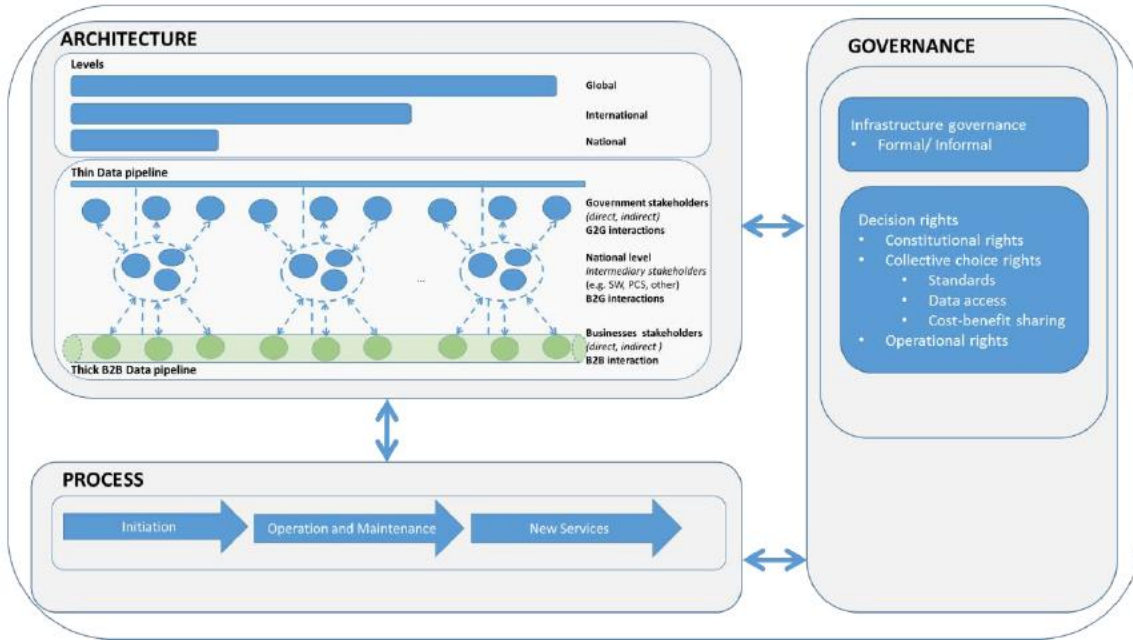 ARCHITECTURE
Levels
Global
International
National
Thin Data pipeline
Government stakeholders
(direct, indirect)
G2G interactions
National level
Intermediary stakeholders
(e.g. SW, PCS, other)
B2G interactions
...
Businesses stakeholders
(direct, indirect )
B2B interaction
Thick B2B Data pipeline
PROCESS
Initiation
Operation and Maintenance
New Services
GOVERNANCE
Infrastructure governance
• Formal/ Informal
Decision rights
• Constitutional rights
• Collective choice rights
• Standards
• Data access
• Cost-benefit sharing
• Operational rights